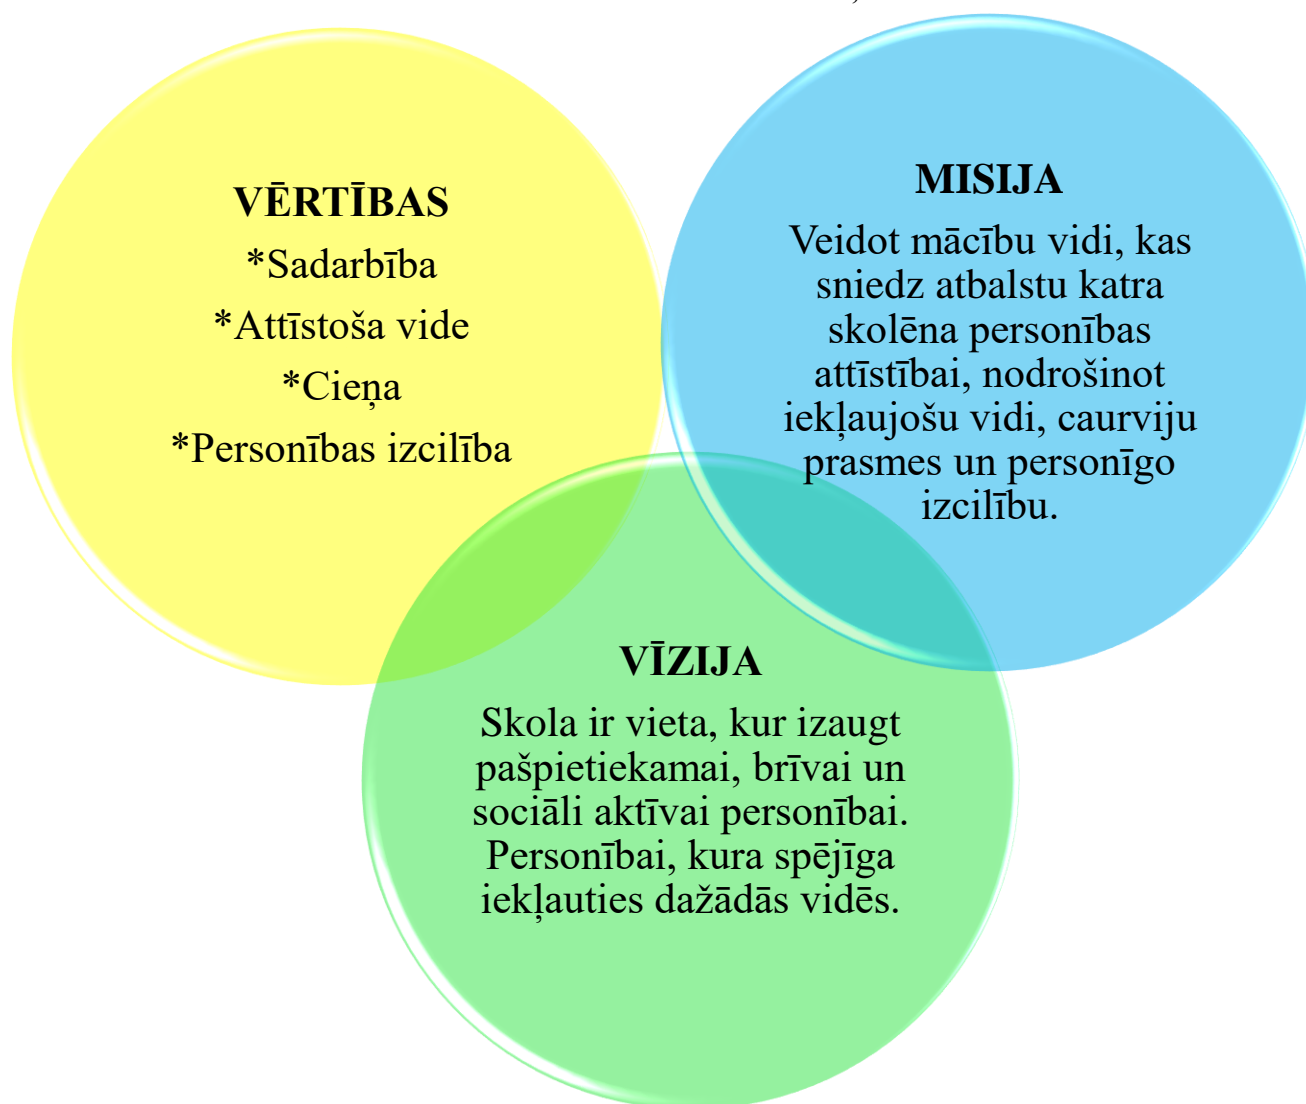 VĒRTĪBAS
*Sadarbība
*Attīstoša vide
*Cieņa
*Personības izcilība
MISIJA
Veidot mācību vidi, kas
sniedz atbalstu katra
skolēna personības
attīstībai, nodrošinot
iekļaujošu vidi, caurviju
prasmes un personīgo
izcilību.
VĪZIJA
Skola ir vieta, kur izaugt
pašpietiekamai, brīvai un
sociāli aktīvai personībai.
Personībai, kura spējīga
iekļauties dažādās vidēs.